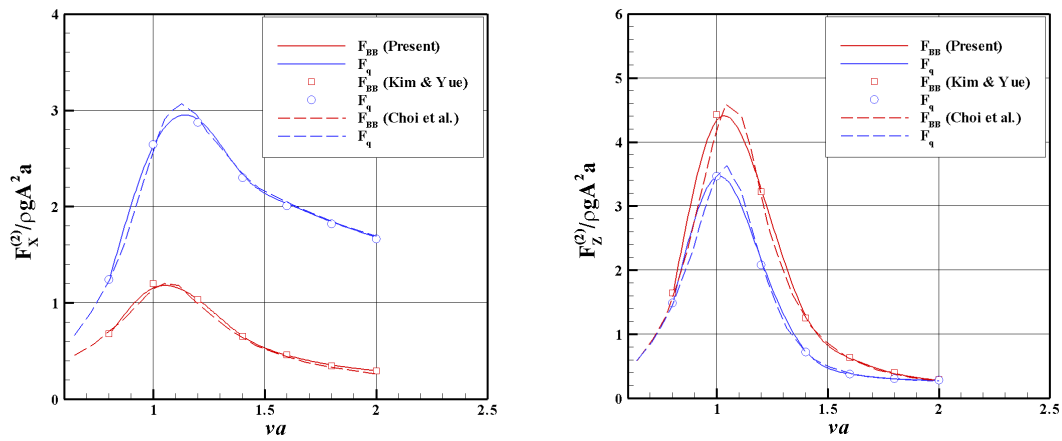 F_X^(2)/ρgA²a
4
3
2
1
0
1
1.5
2
2.5
νa
F_BB (Present)
F_q
F_BB (Kim & Yue)
F_q
F_BB (Choi et al.)
F_q
F_Z^(2)/ρgA²a
6
5
4
3
2
1
0
1
1.5
2
2.5
νa
F_BB (Present)
F_q
F_BB (Kim & Yue)
F_q
F_BB (Choi et al.)
F_q